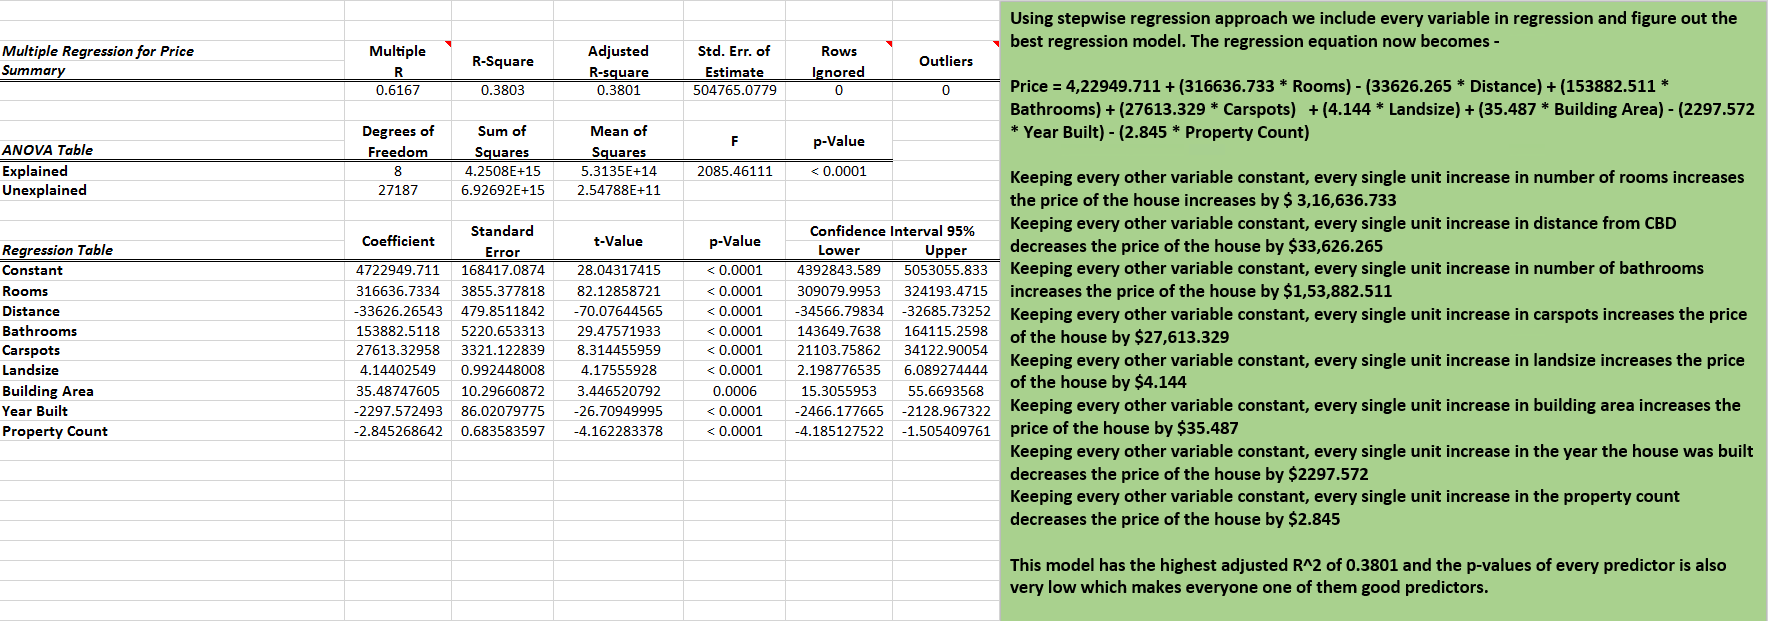 Multiple Regression for Price
Summary
Multiple R
R-Square
Adjusted R-square
Std. Err. of Estimate
Rows Ignored
Outliers
0.6167 0.3803 0.3801 504765.0779 0 0
ANOVA Table
Degrees of Freedom
Sum of Squares
Mean of Squares
F
p-Value
Explained 8 4.2508E+15 5.3135E+14 2085.46111 < 0.0001
Unexplained 27187 6.92692E+15 2.54788E+11
Regression Table
Coefficient
Standard Error
t-Value
p-Value
Confidence Interval 95%
Lower Upper
Constant 4722949.711 168417.0874 28.04317415 < 0.0001 4392843.589 5053055.833
Rooms 316636.7334 3855.377818 82.12858721 < 0.0001 309079.9953 324193.4715
Distance -33626.26543 479.8511842 -70.07644565 < 0.0001 -34566.79834 -32685.73252
Bathrooms 153882.5118 5220.653313 29.47571933 < 0.0001 143649.7638 164115.2598
Carspots 27613.32958 3321.122839 8.314455959 < 0.0001 21103.75862 34122.90054
Landsize 4.14402549 0.992448008 4.17555928 < 0.0001 2.198776535 6.089274444
Building Area 35.48747605 10.29660872 3.446520792 0.0006 15.3055953 55.6693568
Year Built -2297.572493 86.02079775 -26.70949995 < 0.0001 -2466.177665 -2128.967322
Property Count -2.845268642 0.683583597 -4.162283378 < 0.0001 -4.185127522 -1.505409761
Using stepwise regression approach we include every variable in regression and figure out the
best regression model. The regression equation now becomes -
Price = 4,22949.711 + (316636.733 * Rooms) - (33626.265 * Distance) + (153882.511 *
Bathrooms) + (27613.329 * Carspots) + (4.144 * Landsize) + (35.487 * Building Area) - (2297.572
* Year Built) - (2.845 * Property Count)
Keeping every other variable constant, every single unit increase in number of rooms increases
the price of the house increases by $ 3,16,636.733
Keeping every other variable constant, every single unit increase in distance from CBD
decreases the price of the house by $33,626.265
Keeping every other variable constant, every single unit increase in number of bathrooms
increases the price of the house by $1,53,882.511
Keeping every other variable constant, every single unit increase in carspots increases the price
of the house by $27,613.329
Keeping every other variable constant, every single unit increase in landsize increases the price
of the house by $4.144
Keeping every other variable constant, every single unit increase in building area increases the
price of the house by $35.487
Keeping every other variable constant, every single unit increase in the year the house was built
decreases the price of the house by $2297.572
Keeping every other variable constant, every single unit increase in the property count
decreases the price of the house by $2.845
This model has the highest adjusted R^2 of 0.3801 and the p-values of every predictor is also
very low which makes everyone one of them good predictors.